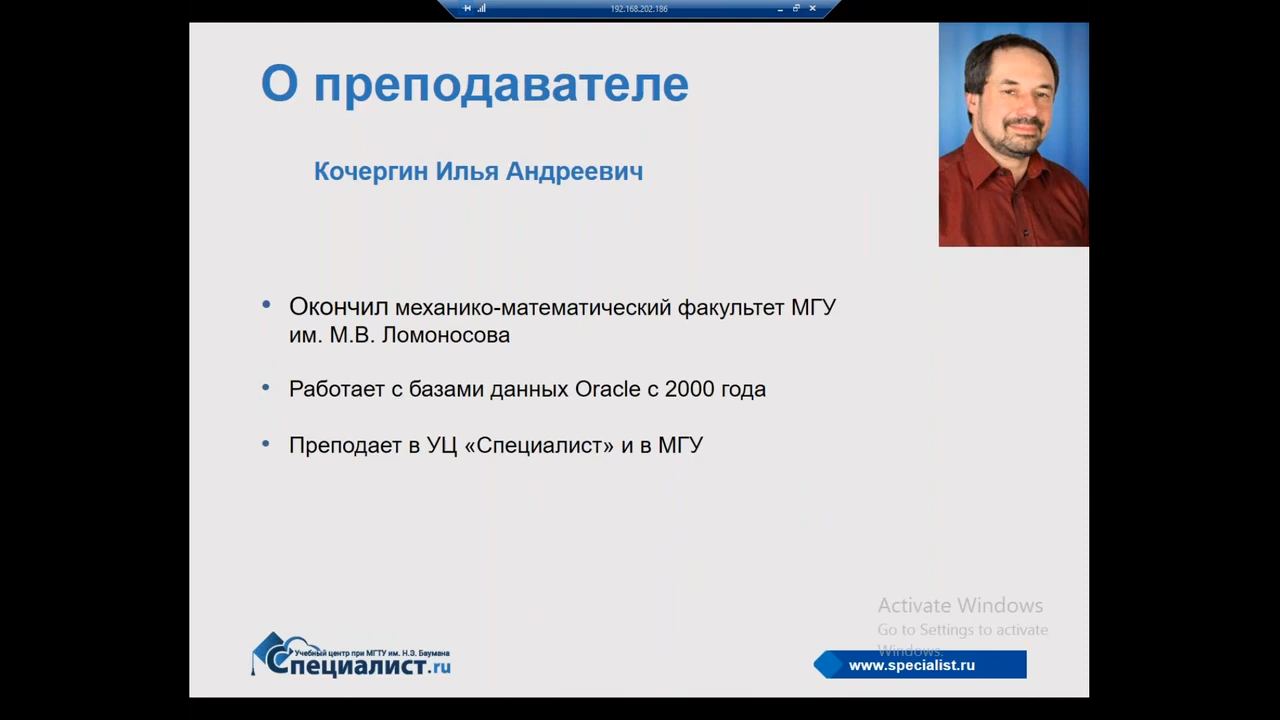 192.168.202.186
О преподавателе
Кочергин Илья Андреевич
• Окончил механико-математический факультет МГУ
им. М.В. Ломоносова
• Работает с базами данных Oracle с 2000 года
• Преподает в УЦ «Специалист» и в МГУ
Activate Windows
Go to Settings to activate
Windows.
Учебный центр при МГТУ им. Н.Э. Баумана
Специалист.ru
www.specialist.ru